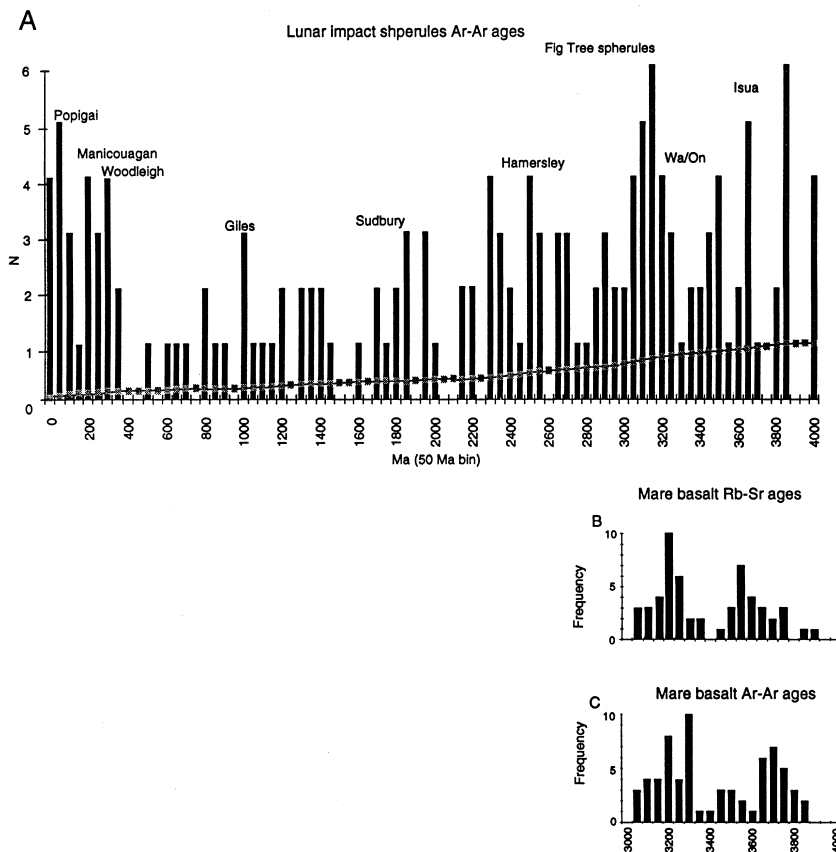 A
Lunar impact shperules Ar-Ar ages
Fig Tree spherules
6
Isua
5
Popigai
Manicouagan
Woodleigh
Hamersley
Wa/On
4
Giles
Sudbury
3
N
2
1
0
0 200 400 600 800 1000 1200 1400 1600 1800 2000 2200 2400 2600 2800 3000 3200 3400 3600 3800 4000
Ma (50 Ma bin)
Mare basalt Rb-Sr ages
B
10
Frequency
5
0
Mare basalt Ar-Ar ages
C
10
Frequency
5
0
3000 3200 3400 3600 3800 4000